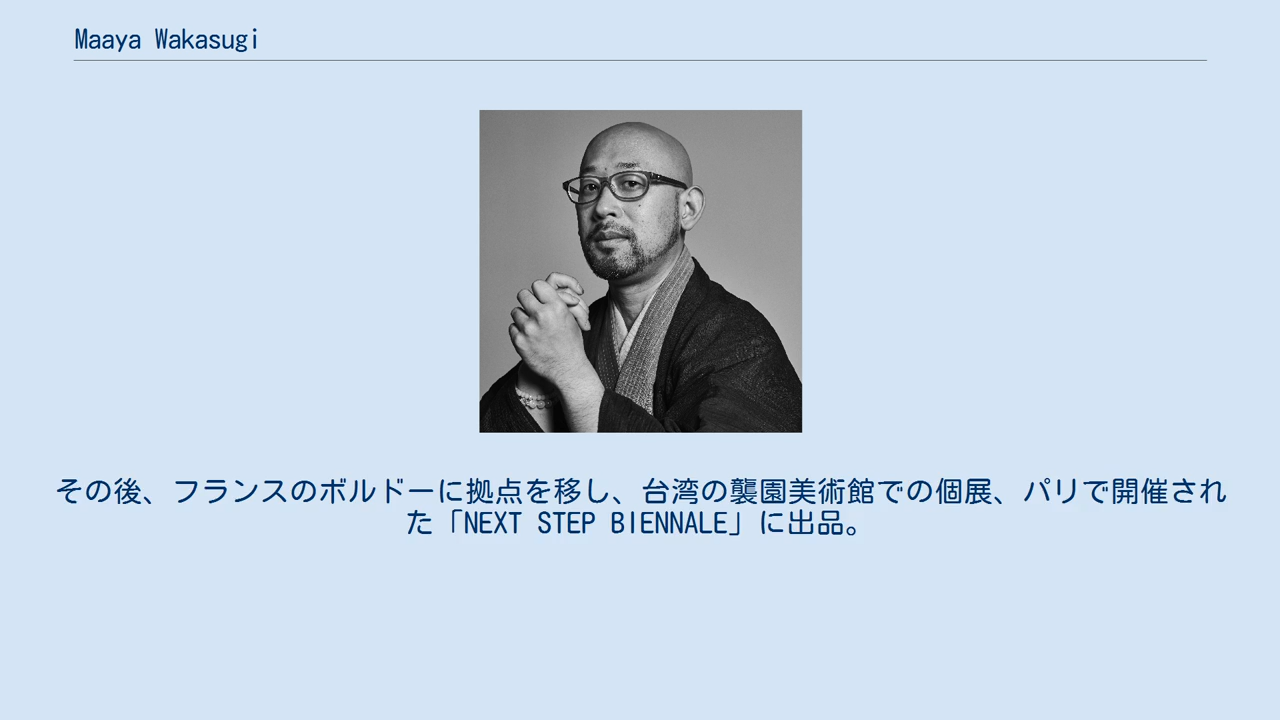 Maaya Wakasugi
その後、フランスのボルドーに拠点を移し、台湾の襲園美術館での個展、パリで開催され
た「NEXT STEP BIENNALE」に出品。